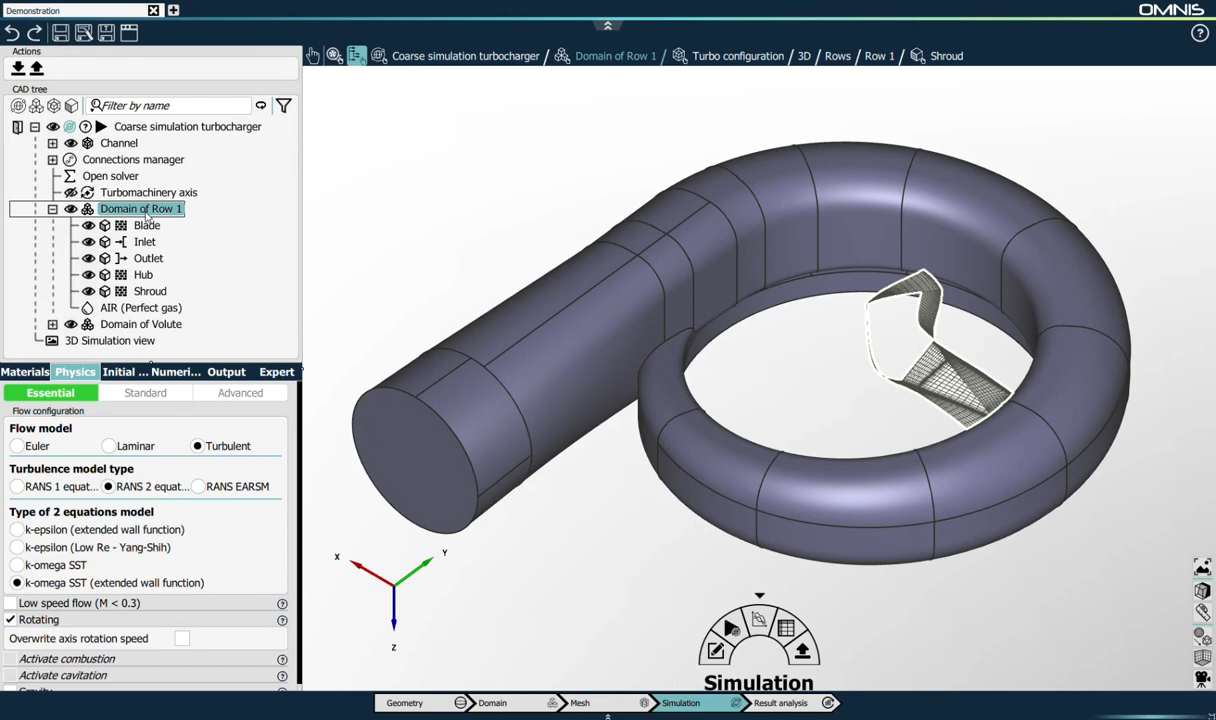 Demonstration
OMNIS
Actions
CAD tree
Filter by name
Coarse simulation turbocharger
Channel
Connections manager
Open solver
Turbomachinery axis
Domain of Row 1
Blade
Inlet
Outlet
Hub
Shroud
AIR (Perfect gas)
Domain of Volute
3D Simulation view
Materials Physics Initial ... Numeri... Output Expert
Essential Standard Advanced
Flow configuration
Flow model
Euler Laminar Turbulent
Turbulence model type
RANS 1 equat... RANS 2 equat... RANS EARSM
Type of 2 equations model
k-epsilon (extended wall function)
k-epsilon (Low Re - Yang-Shih)
k-omega SST
k-omega SST (extended wall function)
Low speed flow (M < 0.3)
Rotating
Overwrite axis rotation speed
Activate combustion
Activate cavitation
Coarse simulation turbocharger / Domain of Row 1 / Turbo configuration / 3D / Rows / Row 1 / Shroud
X
Y
Z
Simulation
Geometry Domain Mesh Simulation Result analysis